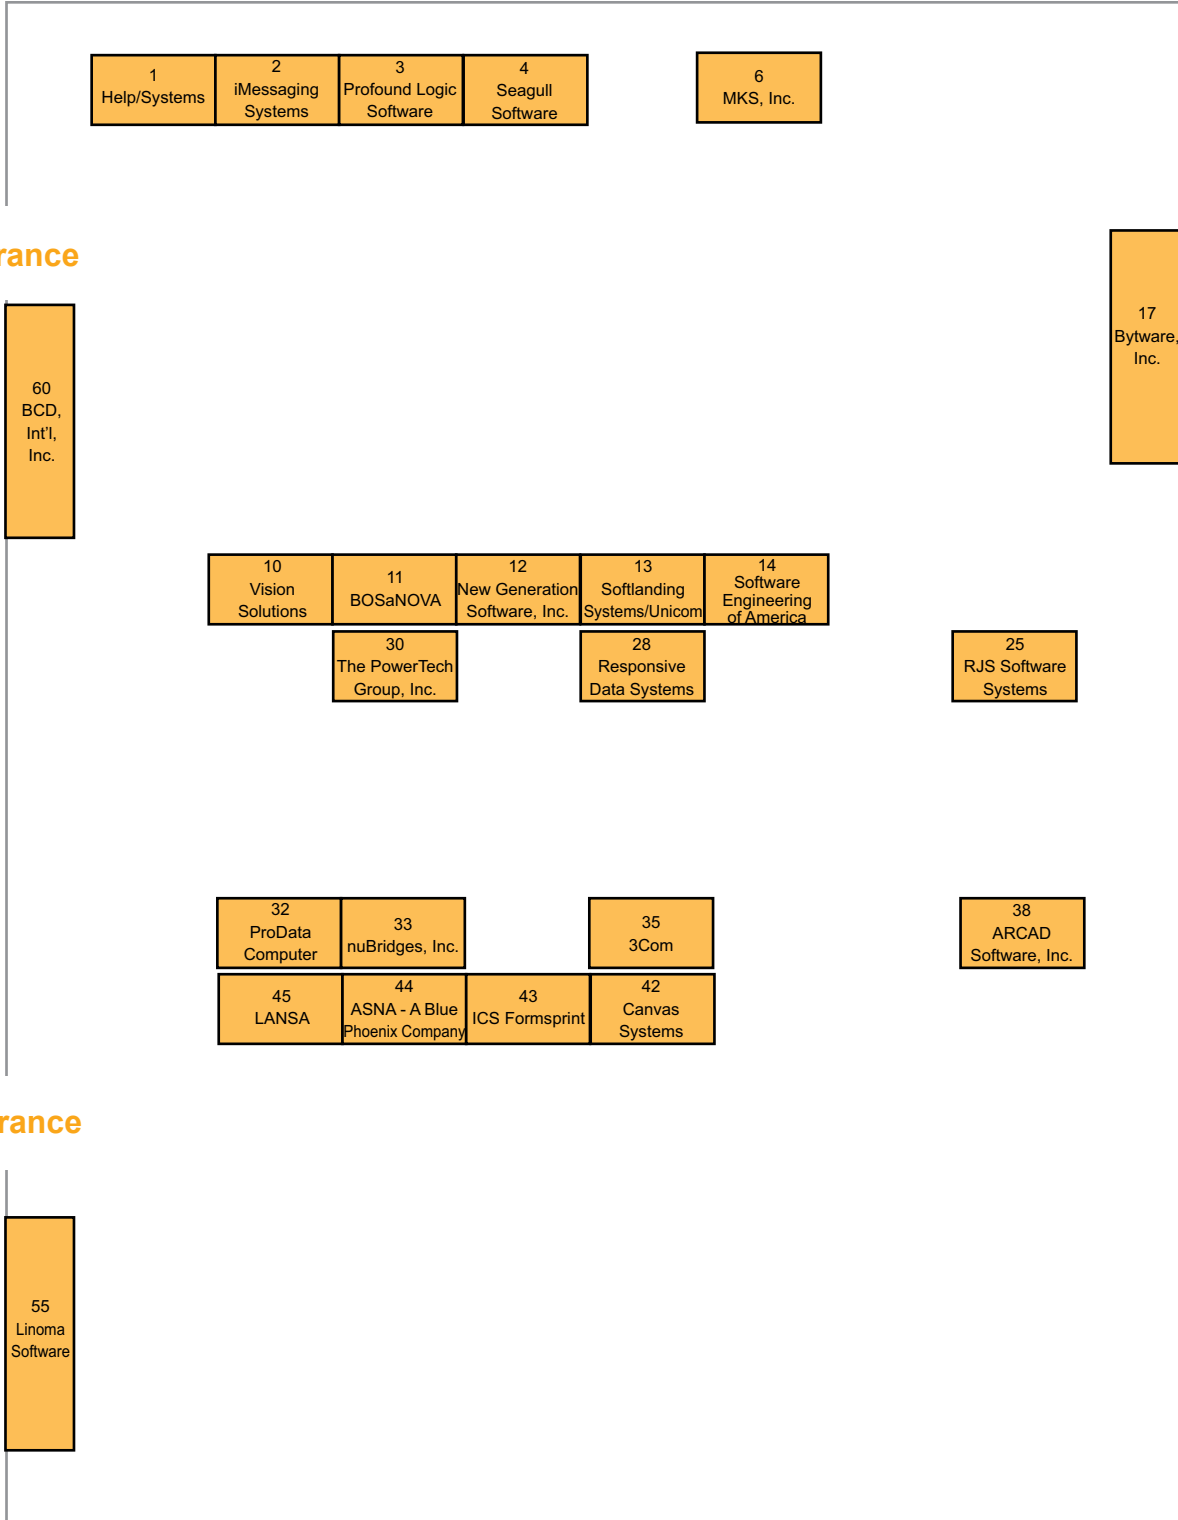 1
Help/Systems
2
iMessaging
Systems
3
Profound Logic
Software
4
Seagull
Software
6
MKS, Inc.
rance
17
Bytware,
Inc.
60
BCD,
Int'l,
Inc.
10
Vision
Solutions
11
BOSaNOVA
12
New Generation
Software, Inc.
13
Softlanding
Systems/Unicom
14
Software
Engineering
of America
30
The PowerTech
Group, Inc.
28
Responsive
Data Systems
25
RJS Software
Systems
32
ProData
Computer
33
nuBridges, Inc.
35
3Com
38
ARCAD
Software, Inc.
45
LANSA
44
ASNA - A Blue
Phoenix Company
43
ICS Formsprint
42
Canvas
Systems
rance
55
Linoma
Software